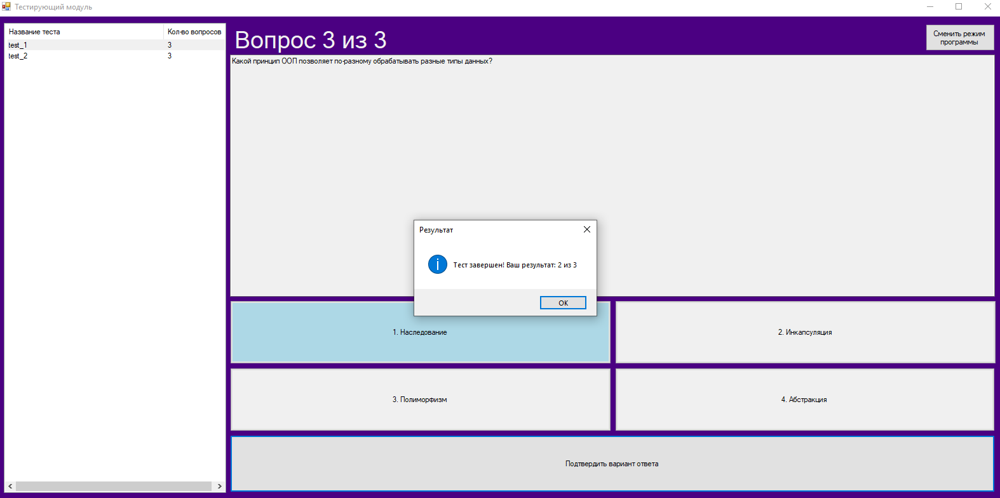 Тестирующий модуль
Название теста Кол-во вопросов
test_1 3
test_2 3
Вопрос 3 из 3
Сменить режим
программы
Какой принцип ООП позволяет по-разному обрабатывать разные типы данных?
Результат
Тест завершен! Ваш результат: 2 из 3
OK
1. Наследование
2. Инкапсуляция
3. Полиморфизм
4. Абстракция
Подтвердить вариант ответа